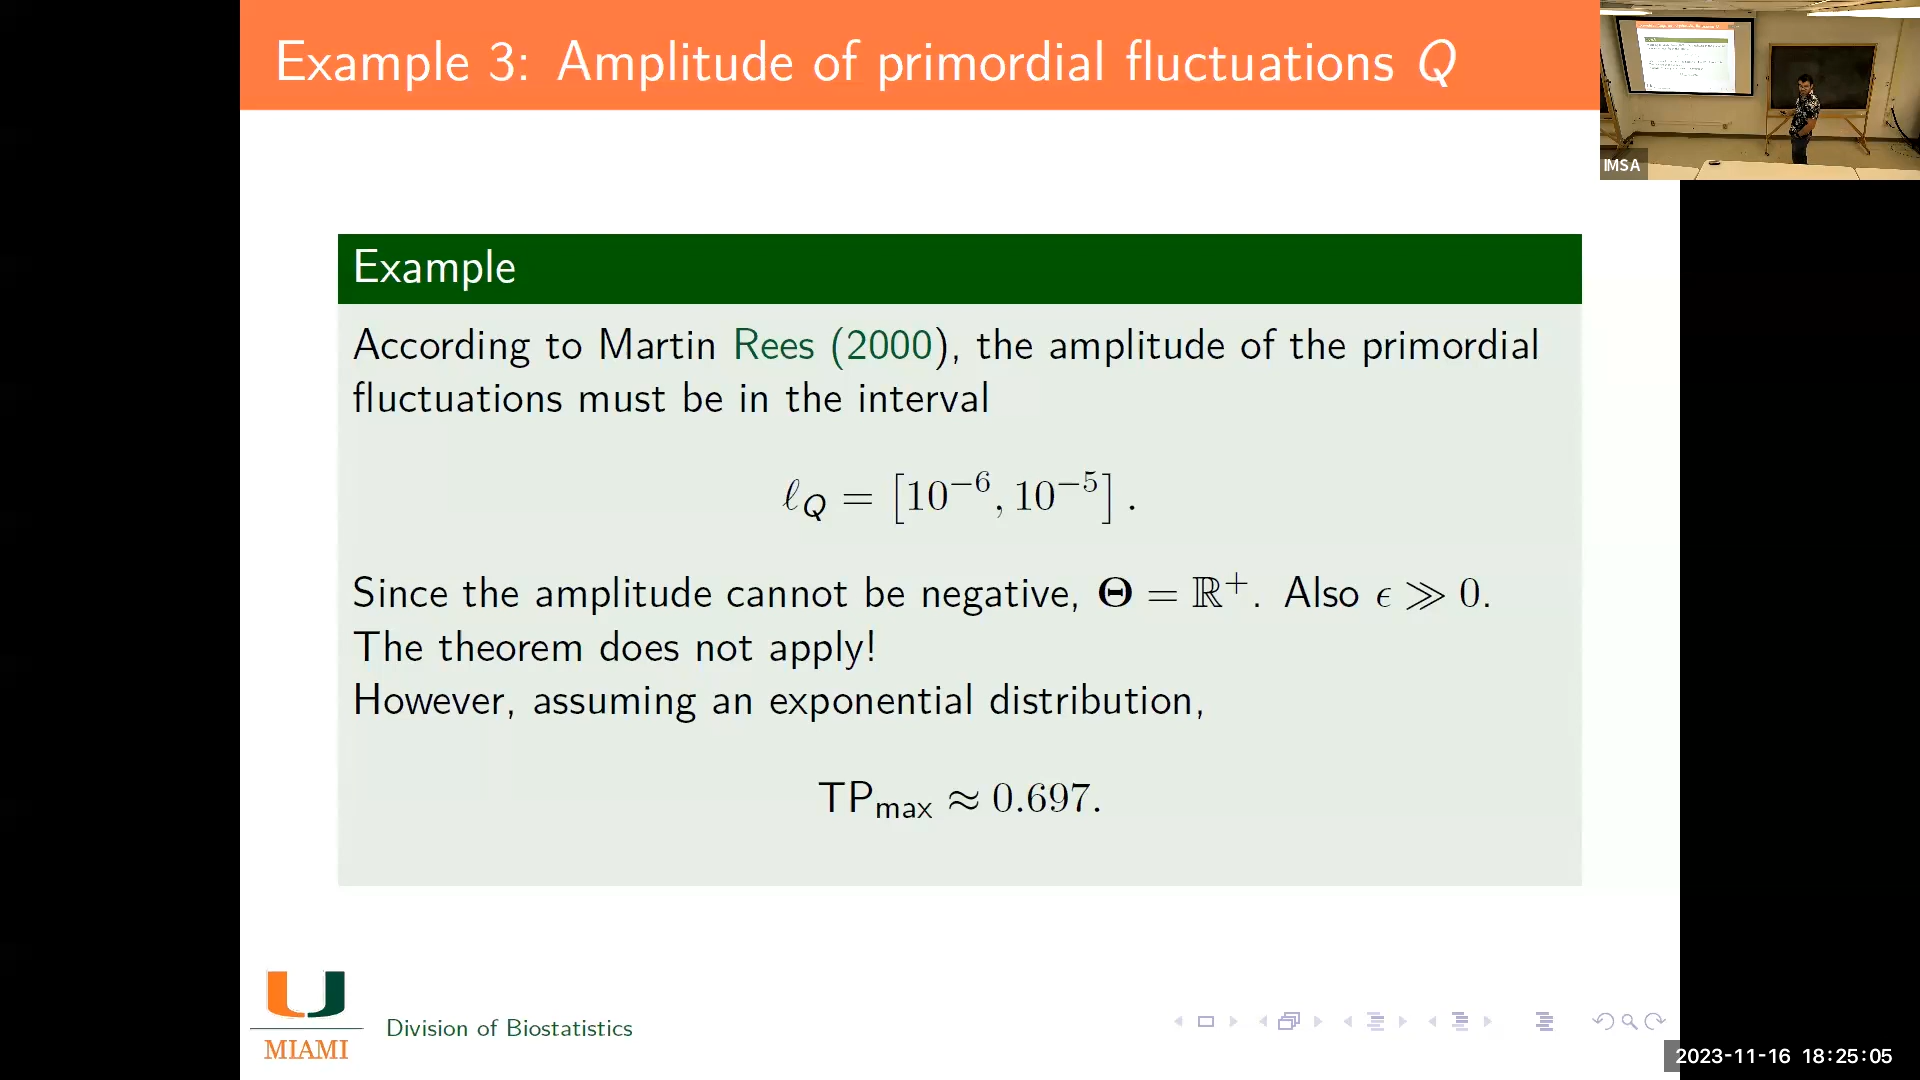 Example 3: Amplitude of primordial fluctuations Q
IMSA
Example
According to Martin Rees (2000), the amplitude of the primordial
fluctuations must be in the interval
ℓ_Q = [10⁻⁶, 10⁻⁵] .
Since the amplitude cannot be negative, Θ = ℝ⁺. Also ϵ ≫ 0.
The theorem does not apply!
However, assuming an exponential distribution,
TP_max ≈ 0.697.
MIAMI
Division of Biostatistics
2023-11-16 18:25:05